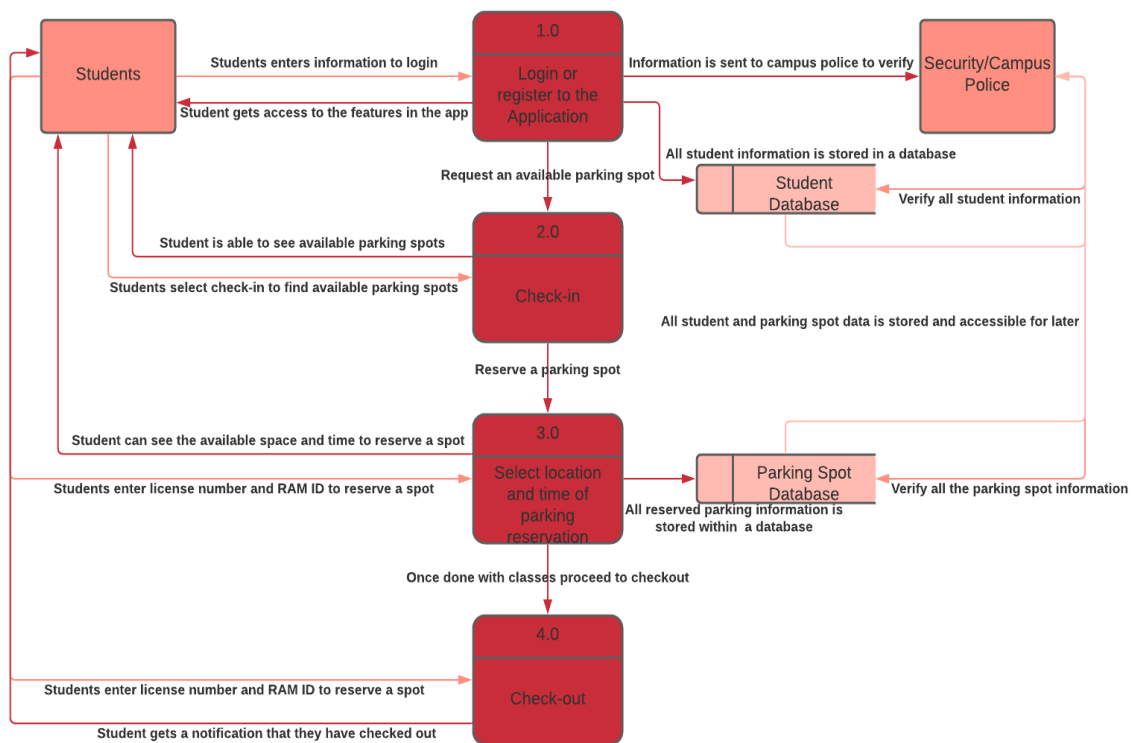 1.0
Students
Students enters information to login
Login or
register to the
Application
Information is sent to campus police to verify
Security/Campus
Police
Student gets access to the features in the app
All student information is stored in a database
Request an available parking spot
Student
Database
Verify all student information
2.0
Student is able to see available parking spots
Students select check-in to find available parking spots
Check-in
All student and parking spot data is stored and accessible for later
Reserve a parking spot
3.0
Student can see the available space and time to reserve a spot
Select location
and time of
parking
reservation
Parking Spot
Database
Students enter license number and RAM ID to reserve a spot
Verify all the parking spot information
All reserved parking information is
stored within a database
Once done with classes proceed to checkout
4.0
Students enter license number and RAM ID to reserve a spot
Check-out
Student gets a notification that they have checked out